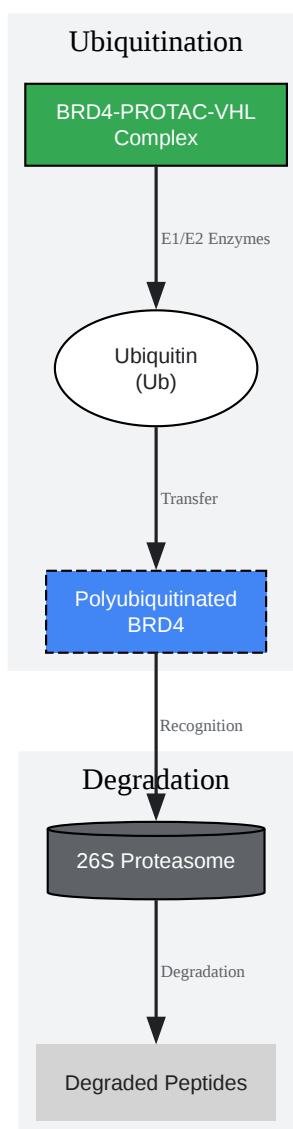 Ubiquitination
BRD4-PROTAC-VHL
Complex
E1/E2 Enzymes
Ubiquitin
(Ub)
Transfer
Polyubiquitinated
BRD4
Recognition
Degradation
26S Proteasome
Degradation
Degraded Peptides